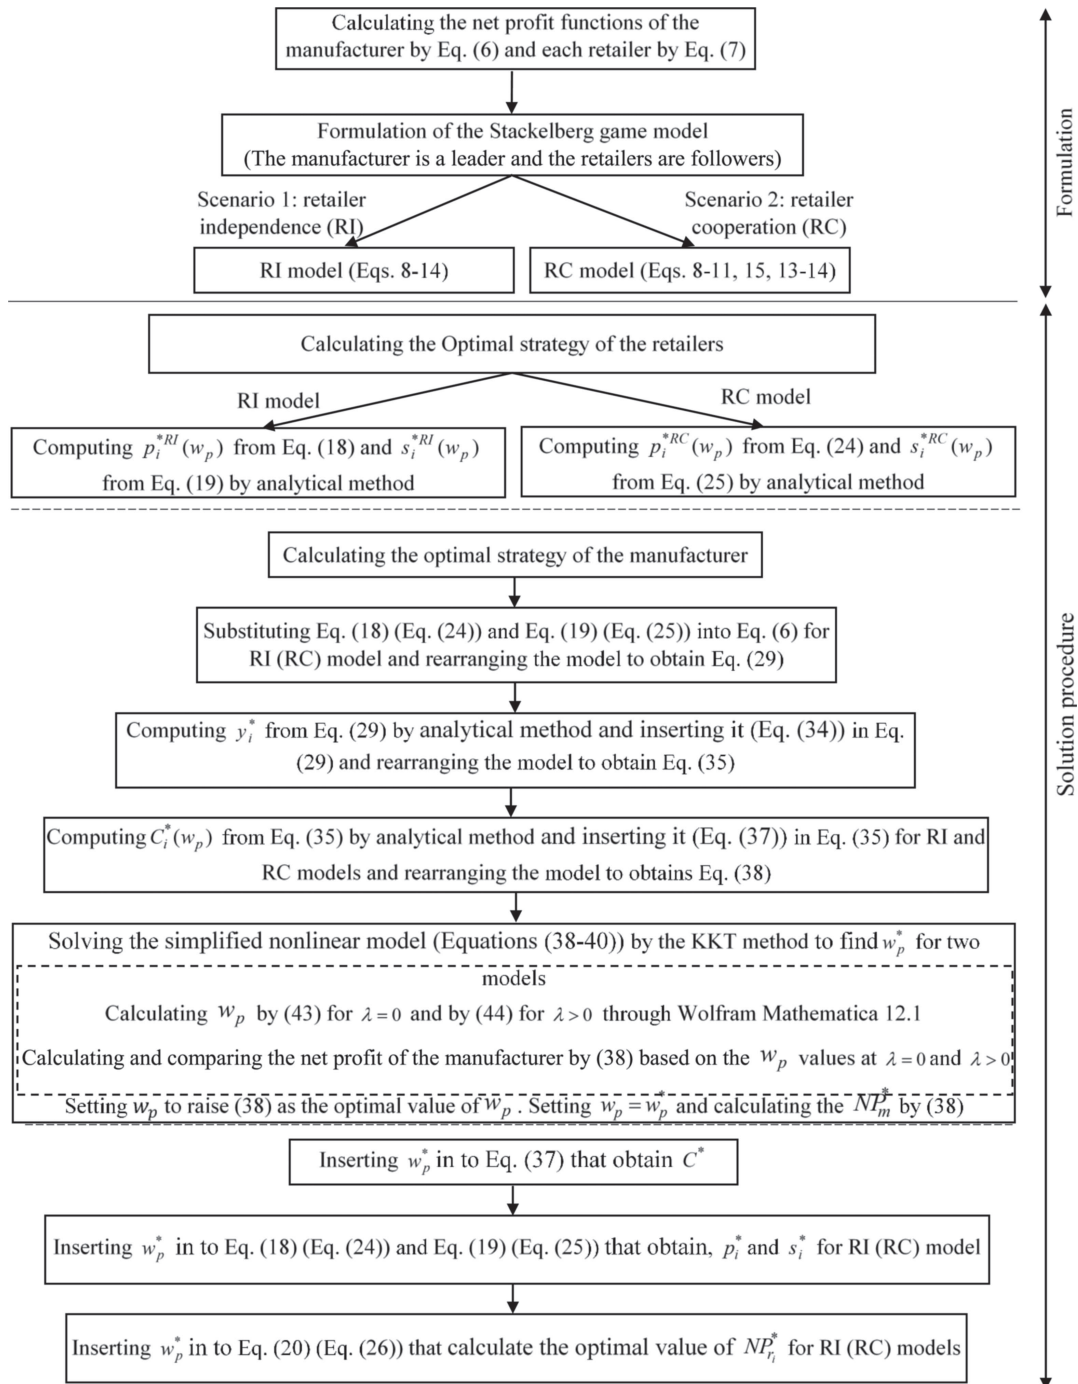 Calculating the net profit functions of the
manufacturer by Eq. (6) and each retailer by Eq. (7)
Formulation of the Stackelberg game model
(The manufacturer is a leader and the retailers are followers)
Scenario 1: retailer
independence (RI)
Scenario 2: retailer
cooperation (RC)
RI model (Eqs. 8-14)
RC model (Eqs. 8-11, 15, 13-14)
Formulation
Calculating the Optimal strategy of the retailers
RI model
RC model
Computing $p_i^{*RI}(w_p)$ from Eq. (18) and $s_i^{*RI}(w_p)$
from Eq. (19) by analytical method
Computing $p_i^{*RC}(w_p)$ from Eq. (24) and $s_i^{*RC}(w_p)$
from Eq. (25) by analytical method
Calculating the optimal strategy of the manufacturer
Substituting Eq. (18) (Eq. (24)) and Eq. (19) (Eq. (25)) into Eq. (6) for
RI (RC) model and rearranging the model to obtain Eq. (29)
Computing $y_i^*$ from Eq. (29) by analytical method and inserting it (Eq. (34)) in Eq.
(29) and rearranging the model to obtain Eq. (35)
Computing $C_i^*(w_p)$ from Eq. (35) by analytical method and inserting it (Eq. (37)) in Eq. (35) for RI and
RC models and rearranging the model to obtains Eq. (38)
Solving the simplified nonlinear model (Equations (38-40)) by the KKT method to find $w_p^*$ for two
models
Calculating $w_p$ by (43) for $\lambda=0$ and by (44) for $\lambda>0$ through Wolfram Mathematica 12.1
Calculating and comparing the net profit of the manufacturer by (38) based on the $w_p$ values at $\lambda=0$ and $\lambda>0$
Setting $w_p$ to raise (38) as the optimal value of $w_p$. Setting $w_p=w_p^*$ and calculating the $NP_m^*$ by (38)
Inserting $w_p^*$ in to Eq. (37) that obtain $C^*$
Inserting $w_p^*$ in to Eq. (18) (Eq. (24)) and Eq. (19) (Eq. (25)) that obtain, $p_i^*$ and $s_i^*$ for RI (RC) model
Inserting $w_p^*$ in to Eq. (20) (Eq. (26)) that calculate the optimal value of $NP_{r_i}^*$ for RI (RC) models
Solution procedure